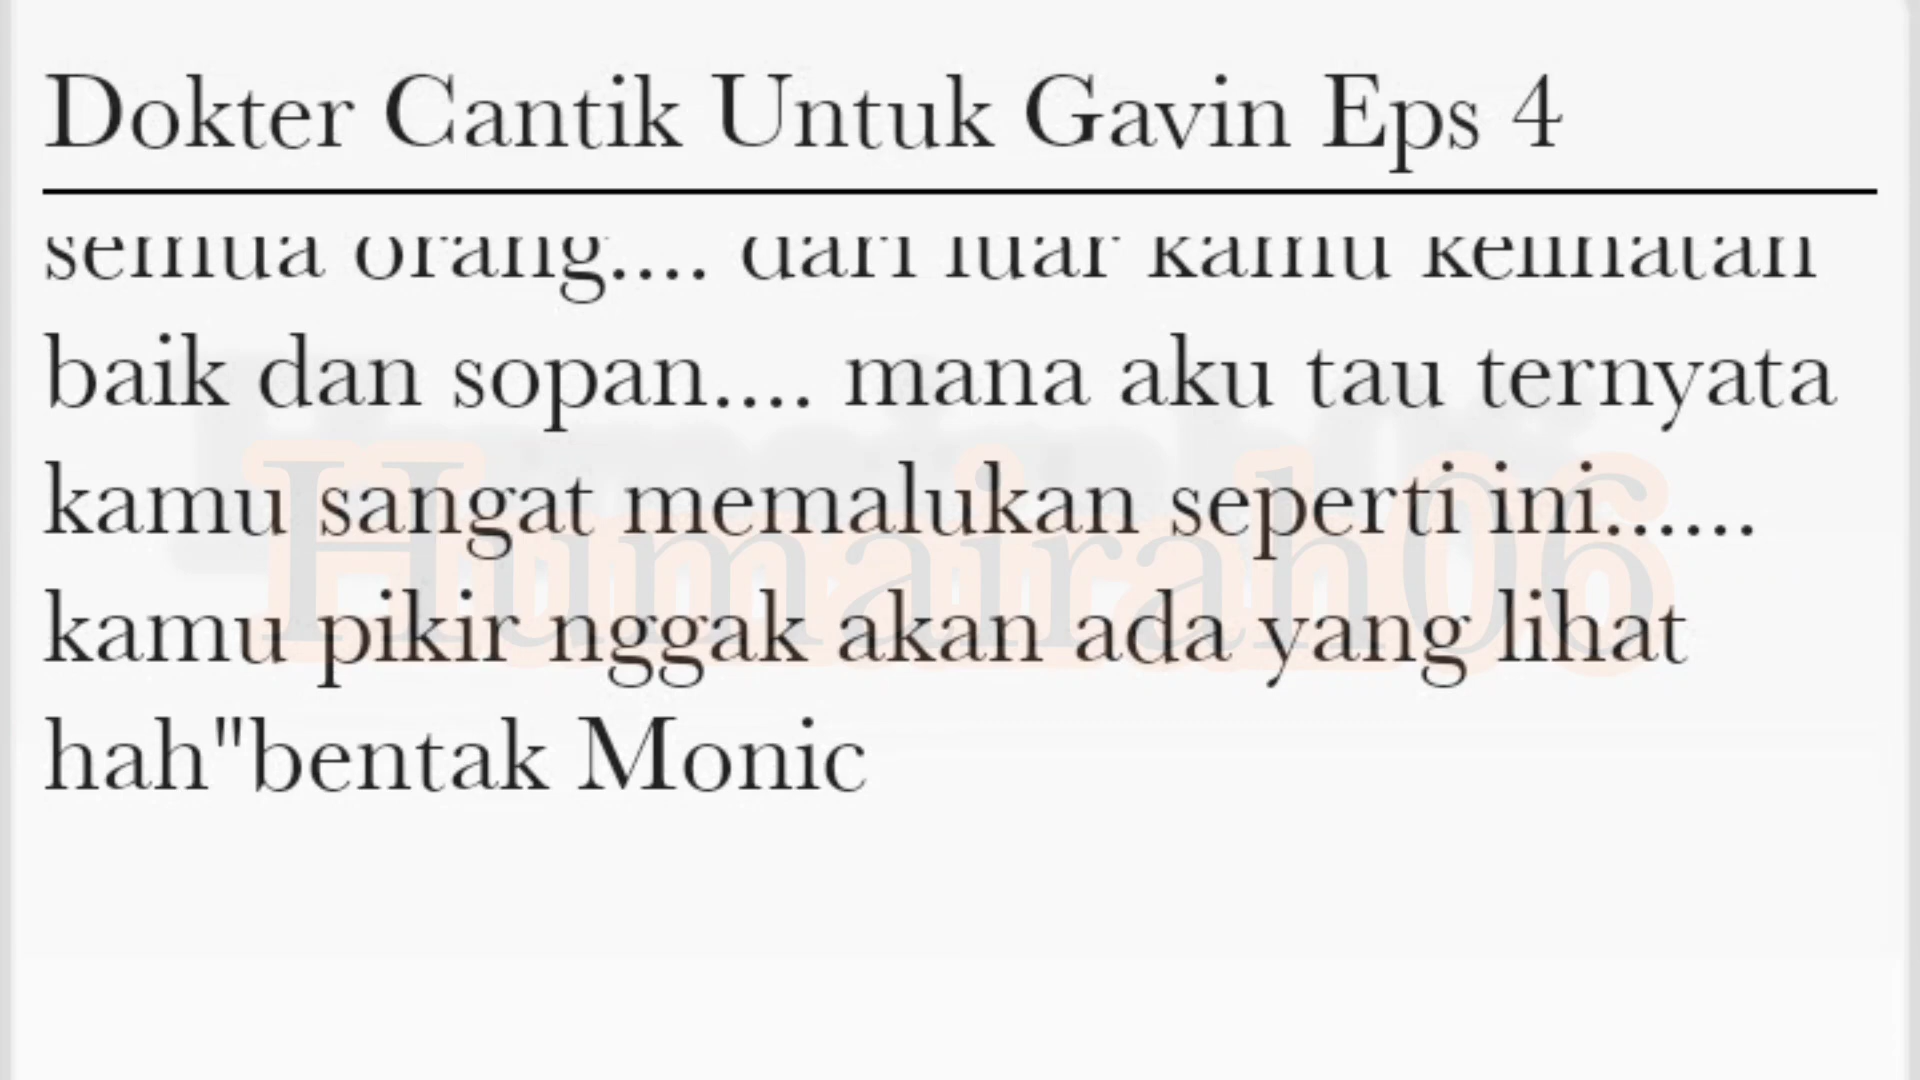 Dokter Cantik Untuk Gavin Eps 4
semua orang.... dari luar kamu kelihatan
baik dan sopan.... mana aku tau ternyata
kamu sangat memalukan seperti ini......
kamu pikir nggak akan ada yang lihat
hah"bentak Monic
Humairah06